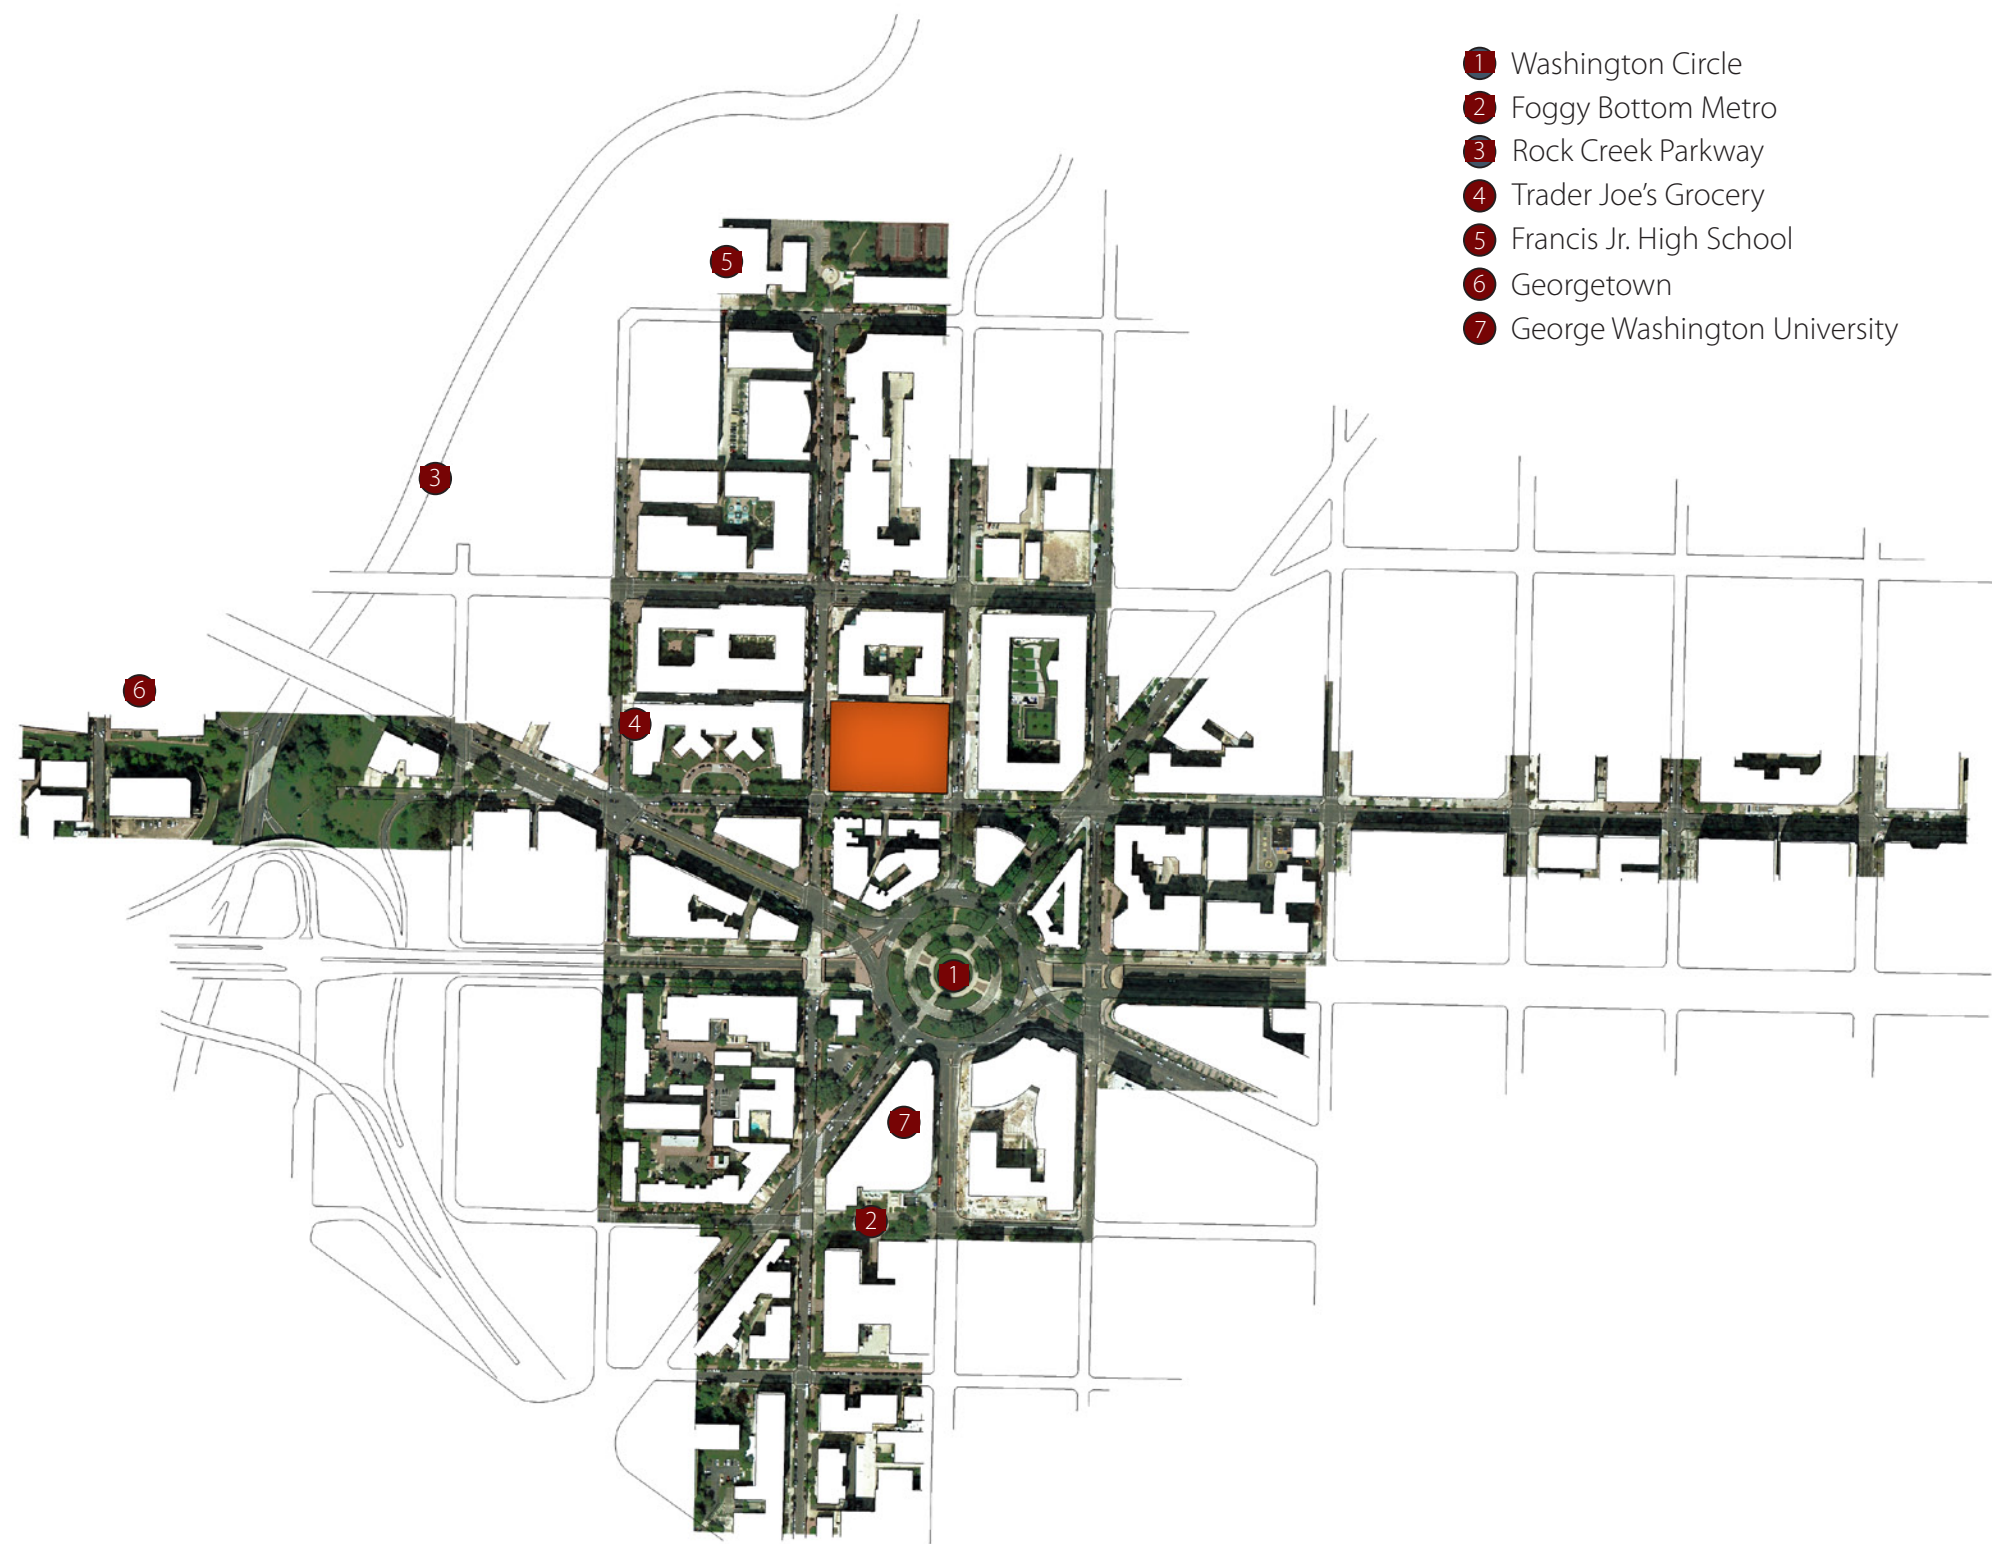 1 Washington Circle
2 Foggy Bottom Metro
3 Rock Creek Parkway
4 Trader Joe's Grocery
5 Francis Jr. High School
6 Georgetown
7 George Washington University
5
3
6
4
1
7
2